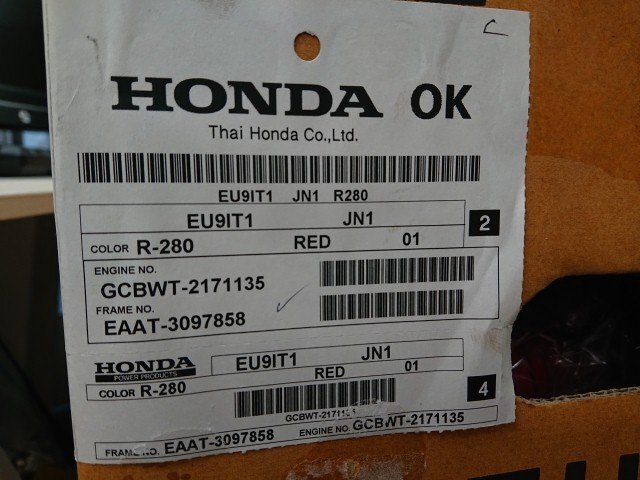 HONDA OK
Thai Honda Co.,Ltd.
EU9IT1 JN1 R280
EU9IT1 JN1
2
COLOR R-280 RED 01
ENGINE NO.
GCBWT-2171135
FRAME NO.
EAAT-3097858
HONDA
POWER PRODUCTS
EU9IT1 JN1
COLOR R-280 RED 01
4
GCBWT-2171135
FRAME NO. EAAT-3097858 ENGINE NO. GCBWT-2171135